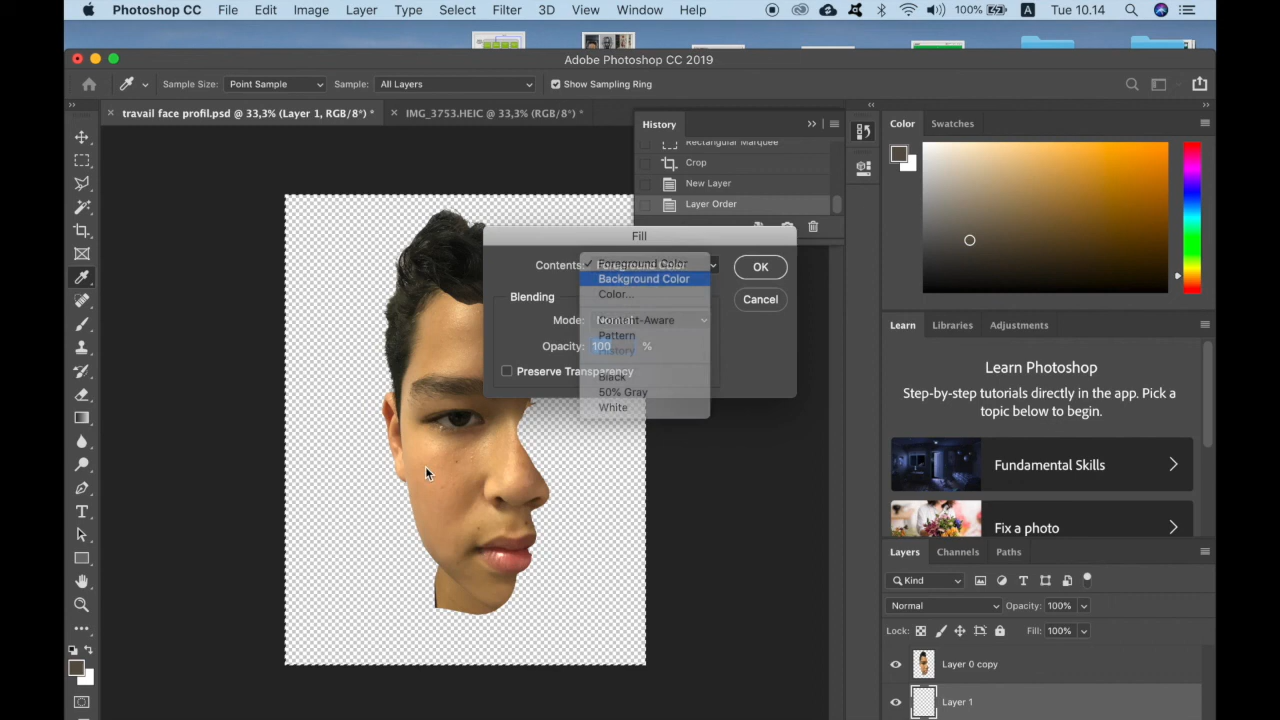 Photoshop CC File Edit Image Layer Type Select Filter 3D View Window Help 100% A Tue 10.14
Adobe Photoshop CC 2019
Sample Size: Point Sample Sample: All Layers Show Sampling Ring
travail face profil.psd @ 33,3% (Layer 1, RGB/8*) * IMG_3753.HEIC @ 33,3% (RGB/8*) *
History
Rectangular Marquee
Crop
New Layer
Layer Order
Color Swatches
Fill
Contents: Foreground Color
Background Color
Color...
Content-Aware
Pattern
History
Black
50% Gray
White
OK
Cancel
Blending
Mode: Normal
Opacity: 100 %
Preserve Transparency
Learn Libraries Adjustments
Learn Photoshop
Step-by-step tutorials directly in the app. Pick a
topic below to begin.
Fundamental Skills
Fix a photo
Layers Channels Paths
Kind
Normal Opacity: 100%
Lock: Fill: 100%
Layer 0 copy
Layer 1